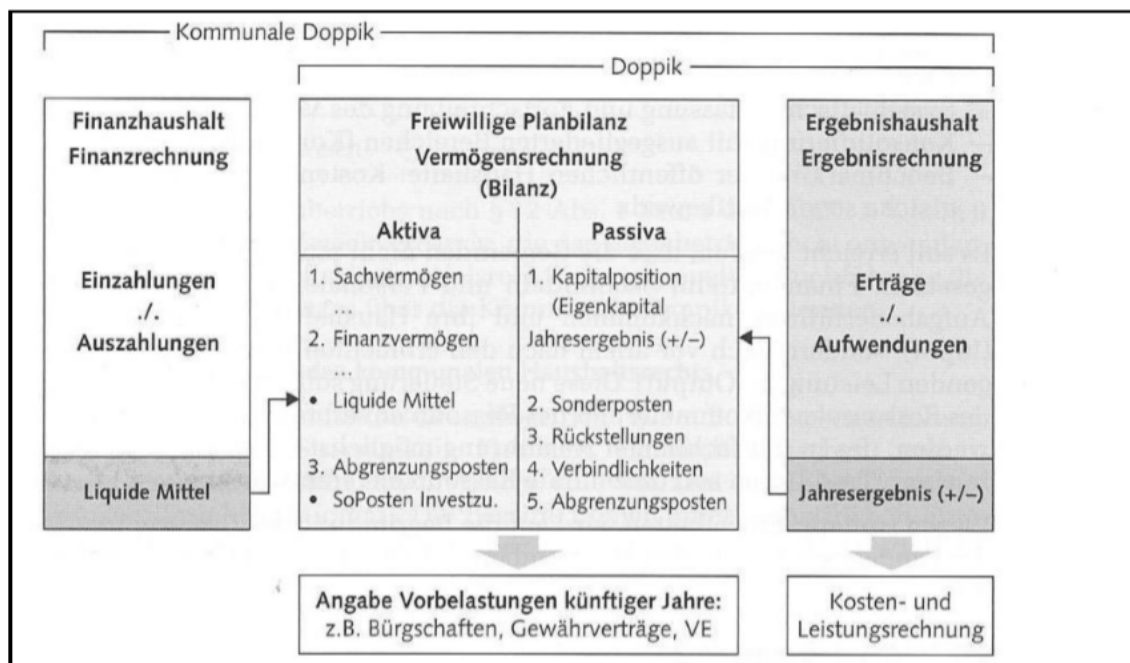 Kommunale Doppik
Doppik
Finanzhaushalt
Finanzrechnung
Einzahlungen
./.
Auszahlungen
Liquide Mittel
Freiwillige Planbilanz
Vermögensrechnung
(Bilanz)
Aktiva
1. Sachvermögen
...
2. Finanzvermögen
...
• Liquide Mittel
3. Abgrenzungsposten
• SoPosten Investzu.
Passiva
1. Kapitalposition
(Eigenkapital
Jahresergebnis (+/–)
2. Sonderposten
3. Rückstellungen
4. Verbindlichkeiten
5. Abgrenzungsposten
Ergebnishaushalt
Ergebnisrechnung
Erträge
./.
Aufwendungen
Jahresergebnis (+/–)
Angabe Vorbelastungen künftiger Jahre:
z.B. Bürgschaften, Gewährverträge, VE
Kosten- und
Leistungsrechnung